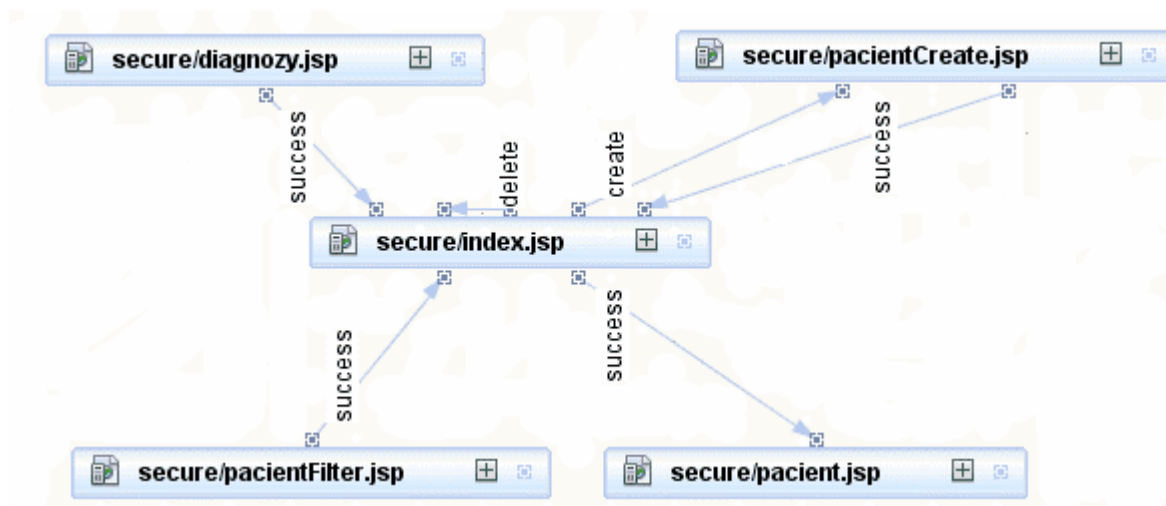 secure/diagnozy.jsp
secure/pacientCreate.jsp
success
delete
create
success
secure/index.jsp
success
success
secure/pacientFilter.jsp
secure/pacient.jsp